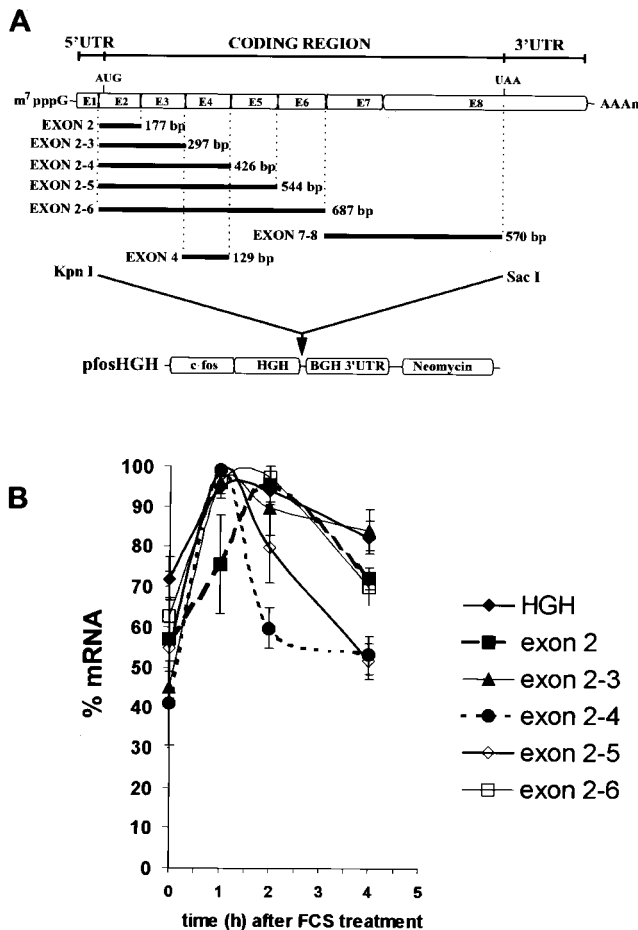 A
5'UTR CODING REGION 3'UTR
AUG UAA
m7 pppG E1 E2 E3 E4 E5 E6 E7 E8 AAAn
EXON 2 177 bp
EXON 2-3 297 bp
EXON 2-4 426 bp
EXON 2-5 544 bp
EXON 2-6 687 bp
EXON 7-8 570 bp
EXON 4 129 bp
Kpn I Sac I
pfosHGH c-fos HGH BGH 3'UTR Neomycin
B
100
90
80
70
60
50
40
30
20
10
0
% mRNA
0 1 2 3 4 5
time (h) after FCS treatment
HGH
exon 2
exon 2-3
exon 2-4
exon 2-5
exon 2-6